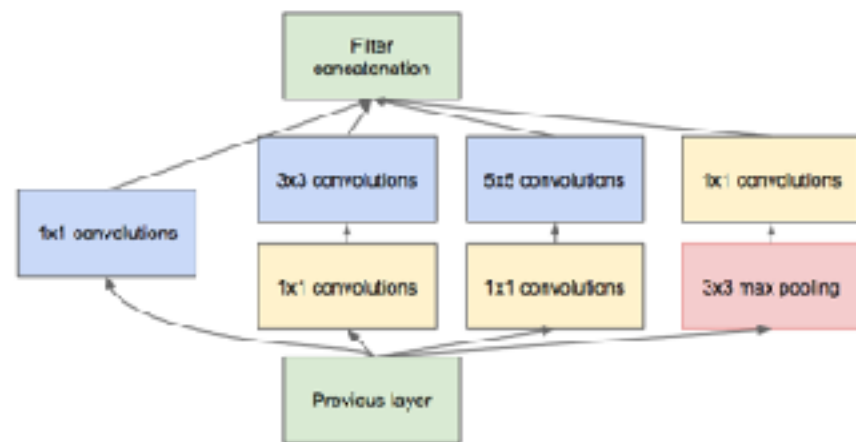 Filter
concatenation
3x3 convolutions
5x5 convolutions
1x1 convolutions
1x1 convolutions
1x1 convolutions
1x1 convolutions
3x3 max pooling
Previous layer